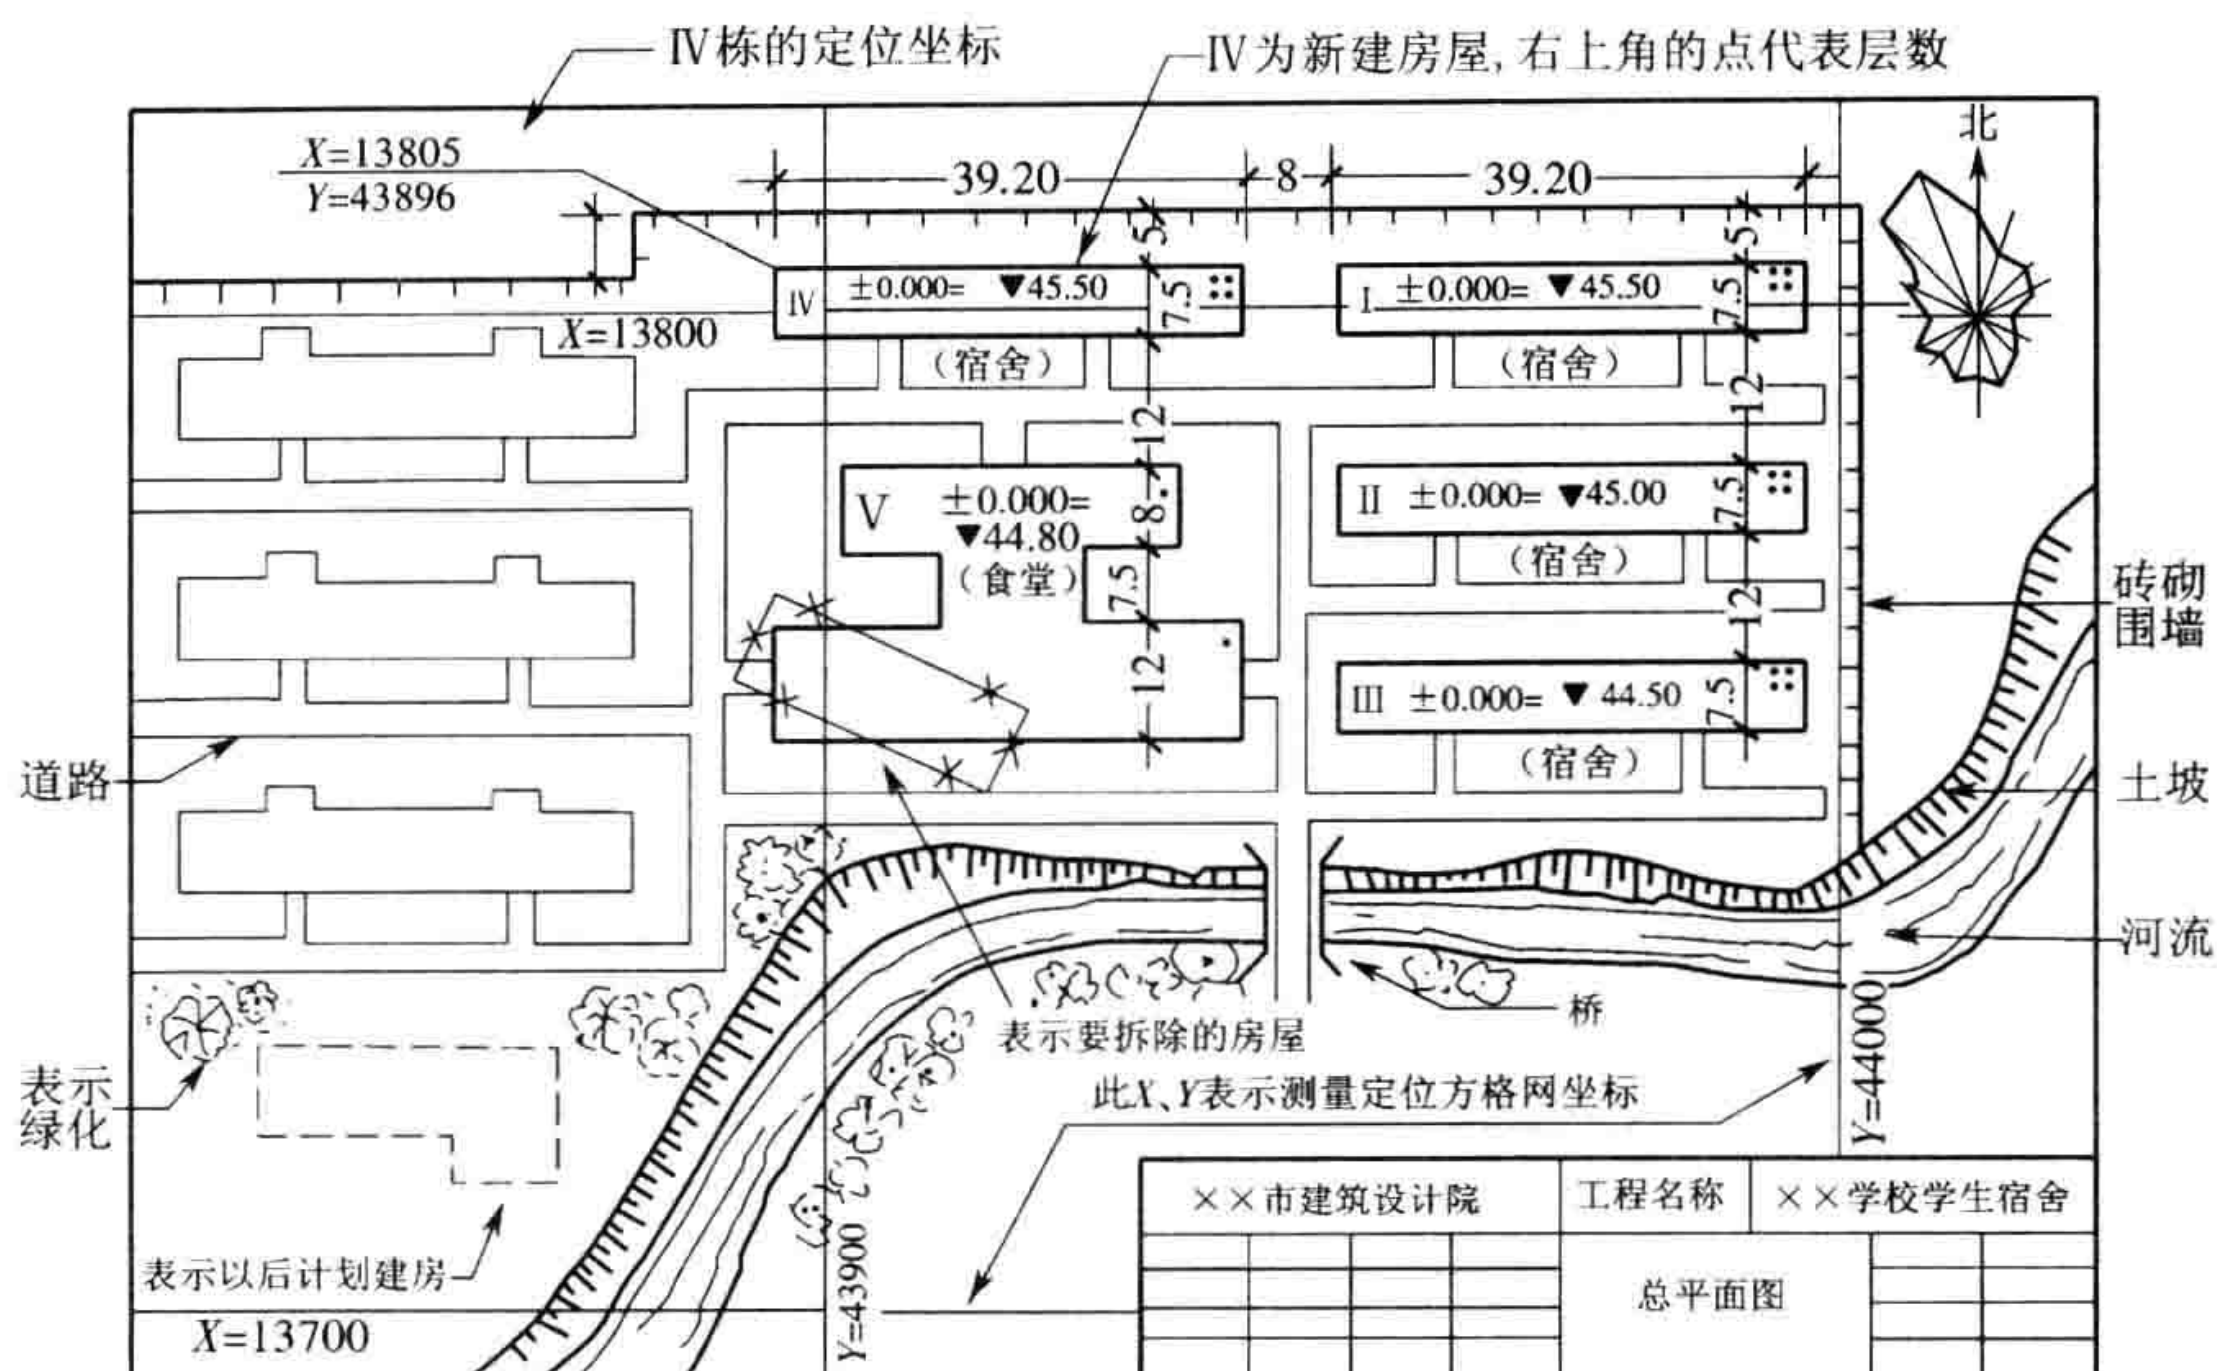 Ⅳ栋的定位坐标
Ⅳ为新建房屋,右上角的点代表层数
北
X=13805
Y=43896
39.20
8
39.20
5
5
Ⅳ ±0.000= ▼45.50
7.5
Ⅰ ±0.000= ▼45.50
7.5
X=13800
(宿舍)
(宿舍)
12
12
Ⅴ ±0.000=
▼44.80
(食堂)
8
7.5
12
Ⅱ ±0.000= ▼45.00
7.5
(宿舍)
12
砖砌
围墙
Ⅲ ±0.000= ▼ 44.50
7.5
(宿舍)
道路
土坡
河流
桥
表示要拆除的房屋
表示
绿化
此X、Y表示测量定位方格网坐标
Y=44000
表示以后计划建房
Y=43900
X=13700
××市建筑设计院
工程名称
××学校学生宿舍
总平面图